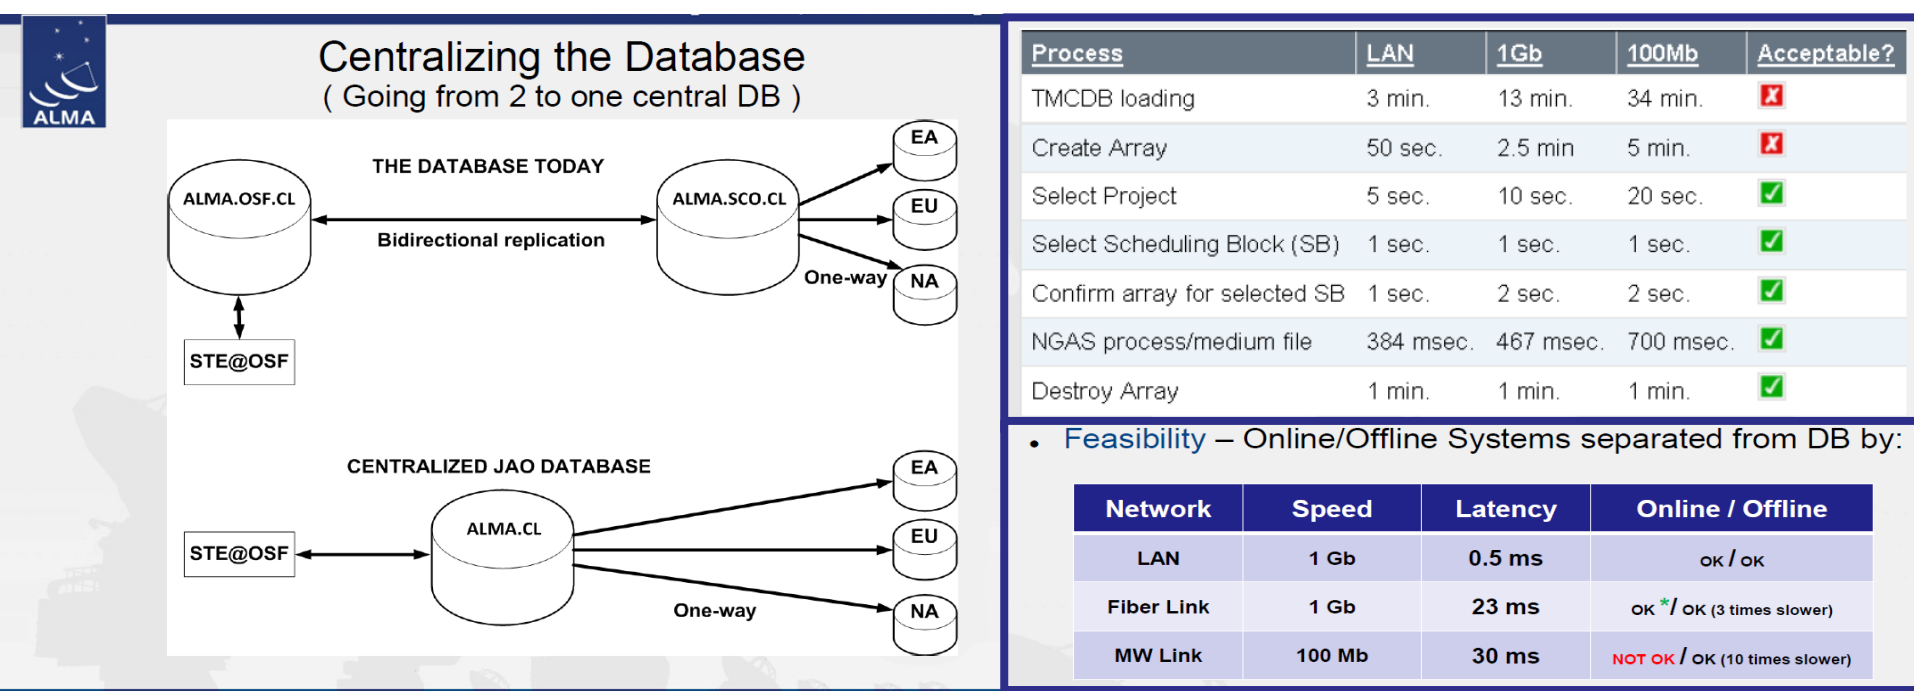 ALMA
Centralizing the Database
( Going from 2 to one central DB )
THE DATABASE TODAY
ALMA.OSF.CL
ALMA.SCO.CL
Bidirectional replication
One-way
EA
EU
NA
STE@OSF
CENTRALIZED JAO DATABASE
STE@OSF
ALMA.CL
One-way
EA
EU
NA
Process LAN 1Gb 100Mb Acceptable?
TMCDB loading 3 min. 13 min. 34 min. X
Create Array 50 sec. 2.5 min 5 min. X
Select Project 5 sec. 10 sec. 20 sec. ✓
Select Scheduling Block (SB) 1 sec. 1 sec. 1 sec. ✓
Confirm array for selected SB 1 sec. 2 sec. 2 sec. ✓
NGAS process/medium file 384 msec. 467 msec. 700 msec. ✓
Destroy Array 1 min. 1 min. 1 min. ✓
• Feasibility – Online/Offline Systems separated from DB by:
Network Speed Latency Online / Offline
LAN 1 Gb 0.5 ms OK / OK
Fiber Link 1 Gb 23 ms OK */ OK (3 times slower)
MW Link 100 Mb 30 ms NOT OK / OK (10 times slower)